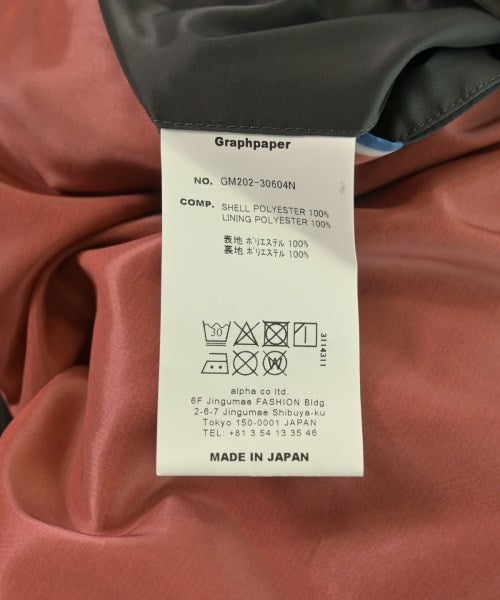 Graphpaper
NO. GM202-30604N
COMP. SHELL POLYESTER 100%
LINING POLYESTER 100%
表地 ポリエステル 100%
裏地 ポリエステル 100%
30
3114311
alpha co ltd.
6F Jingumae FASHION Bldg.
2-6-7 Jingumae Shibuya-ku
Tokyo 150-0001 JAPAN
TEL: +81 3 54 13 35 46
MADE IN JAPAN